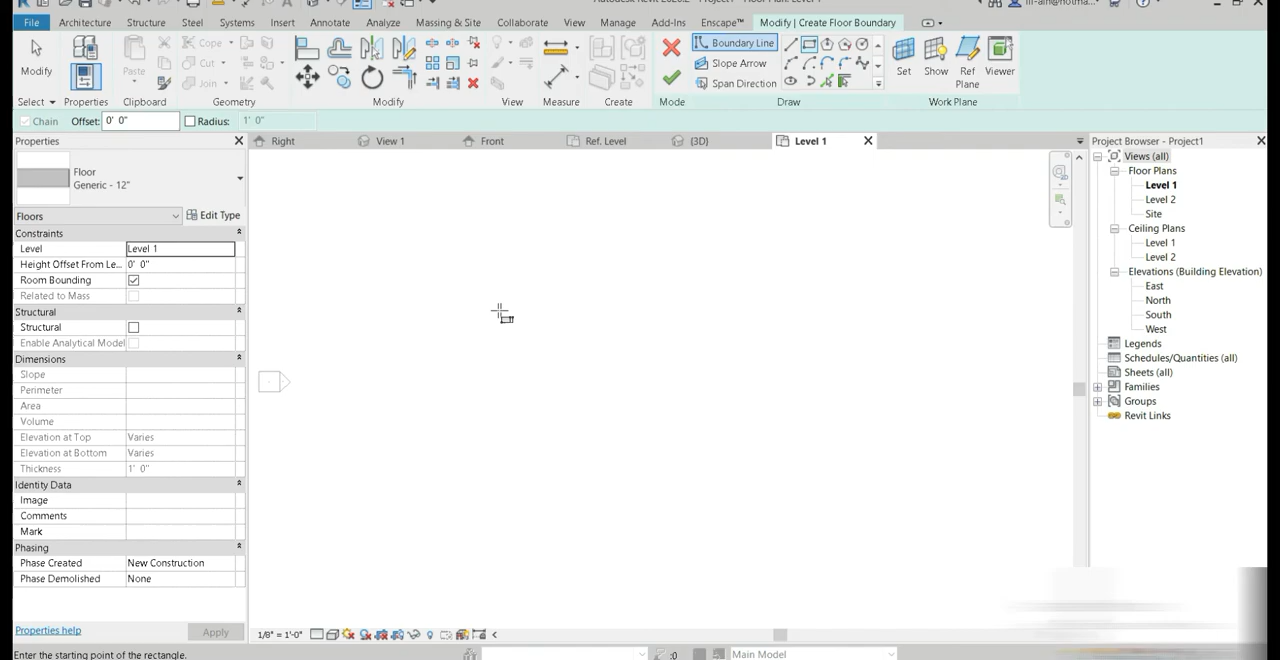 File Architecture Structure Steel Systems Insert Annotate Analyze Massing & Site Collaborate View Manage Add-Ins Enscape™ Modify | Create Floor Boundary
Modify
Paste
Cope
Cut
Join
Boundary Line
Slope Arrow
Span Direction
Set Show Ref Plane Viewer
Select Properties Clipboard Geometry Modify View Measure Create Mode Draw Work Plane
Chain Offset: 0' 0" Radius: 1' 0"
Properties
Right View 1 Front Ref. Level {3D} Level 1
Project Browser - Project1
Floor
Generic - 12"
Floors Edit Type
Constraints
Level Level 1
Height Offset From Le... 0' 0"
Room Bounding
Related to Mass
Structural
Structural
Enable Analytical Model
Dimensions
Slope
Perimeter
Area
Volume
Elevation at Top Varies
Elevation at Bottom Varies
Thickness 1' 0"
Identity Data
Image
Comments
Mark
Phasing
Phase Created New Construction
Phase Demolished None
Properties help Apply
Views (all)
Floor Plans
Level 1
Level 2
Site
Ceiling Plans
Level 1
Level 2
Elevations (Building Elevation)
East
North
South
West
Legends
Schedules/Quantities (all)
Sheets (all)
Families
Groups
Revit Links
1/8" = 1'-0"
Enter the starting point of the rectangle.
:0 Main Model